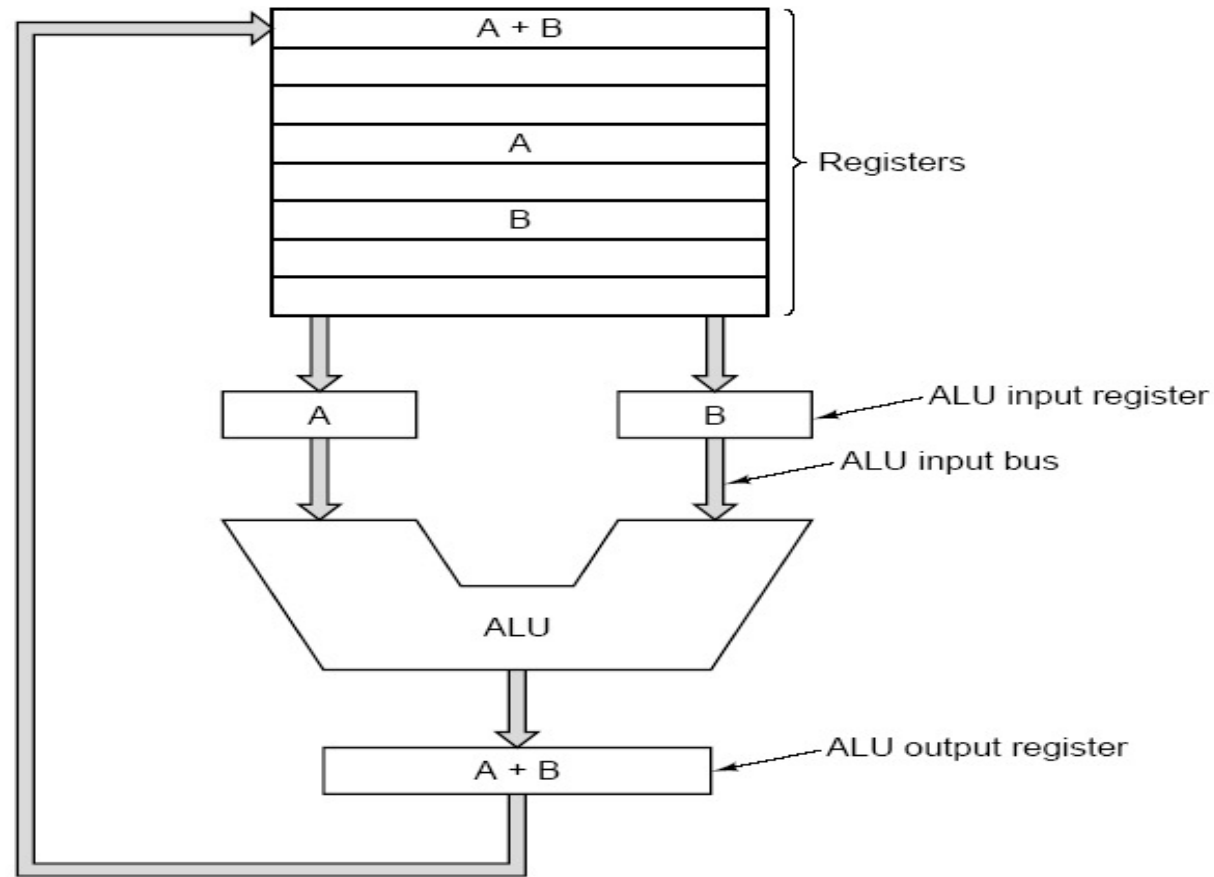 A + B
A
Registers
B
A
B
ALU input register
ALU input bus
ALU
A + B
ALU output register